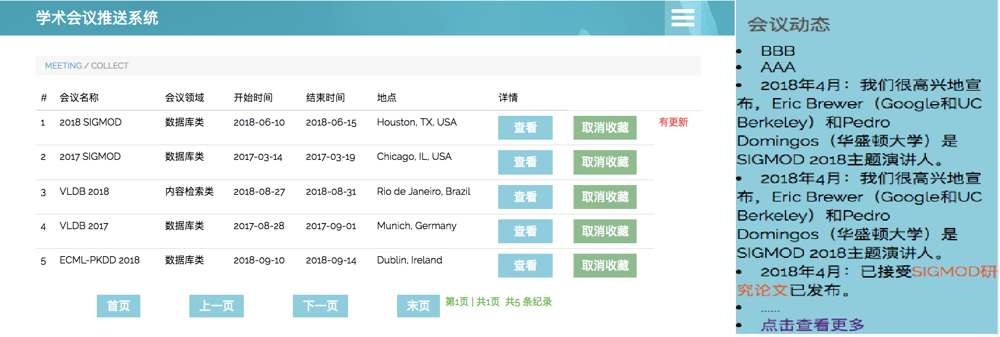 学术会议推送系统
MEETING / COLLECT
# 会议名称 会议领域 开始时间 结束时间 地点 详情
1 2018 SIGMOD 数据库类 2018-06-10 2018-06-15 Houston, TX, USA 查看 取消收藏 有更新
2 2017 SIGMOD 数据库类 2017-03-14 2017-03-19 Chicago, IL, USA 查看 取消收藏
3 VLDB 2018 内容检索类 2018-08-27 2018-08-31 Rio de Janeiro, Brazil 查看 取消收藏
4 VLDB 2017 数据库类 2017-08-28 2017-09-01 Munich, Germany 查看 取消收藏
5 ECML-PKDD 2018 数据库类 2018-09-10 2018-09-14 Dublin, Ireland 查看 取消收藏
首页 上一页 下一页 末页 第1页 | 共1页 共5 条纪录
会议动态
• BBB
• AAA
• 2018年4月：我们很高兴地宣
布，Eric Brewer（Google和UC
Berkeley）和Pedro
Domingos（华盛顿大学）是
SIGMOD 2018主题演讲人。
• 2018年4月：我们很高兴地宣
布，Eric Brewer（Google和UC
Berkeley）和Pedro
Domingos（华盛顿大学）是
SIGMOD 2018主题演讲人。
• 2018年4月：已接受SIGMOD研
究论文已发布。
• ......
• 点击查看更多